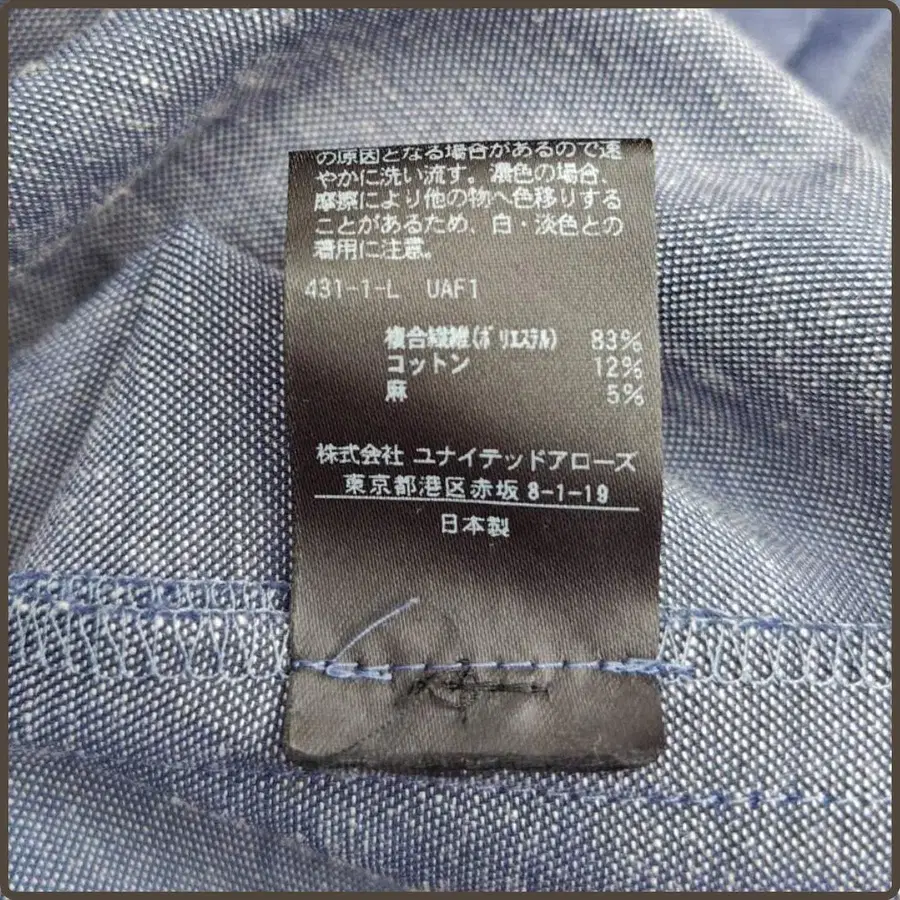 の原因となる場合があるので速
やかに洗い流す。濃色の場合、
摩擦により他の物へ色移りする
ことがあるため、白・淡色との
着用に注意。
431-1-L UAF1
複合繊維(ポリエステル) 83%
コットン 12%
麻 5%
株式会社 ユナイテッドアローズ
東京都港区赤坂 8-1-19
日本製